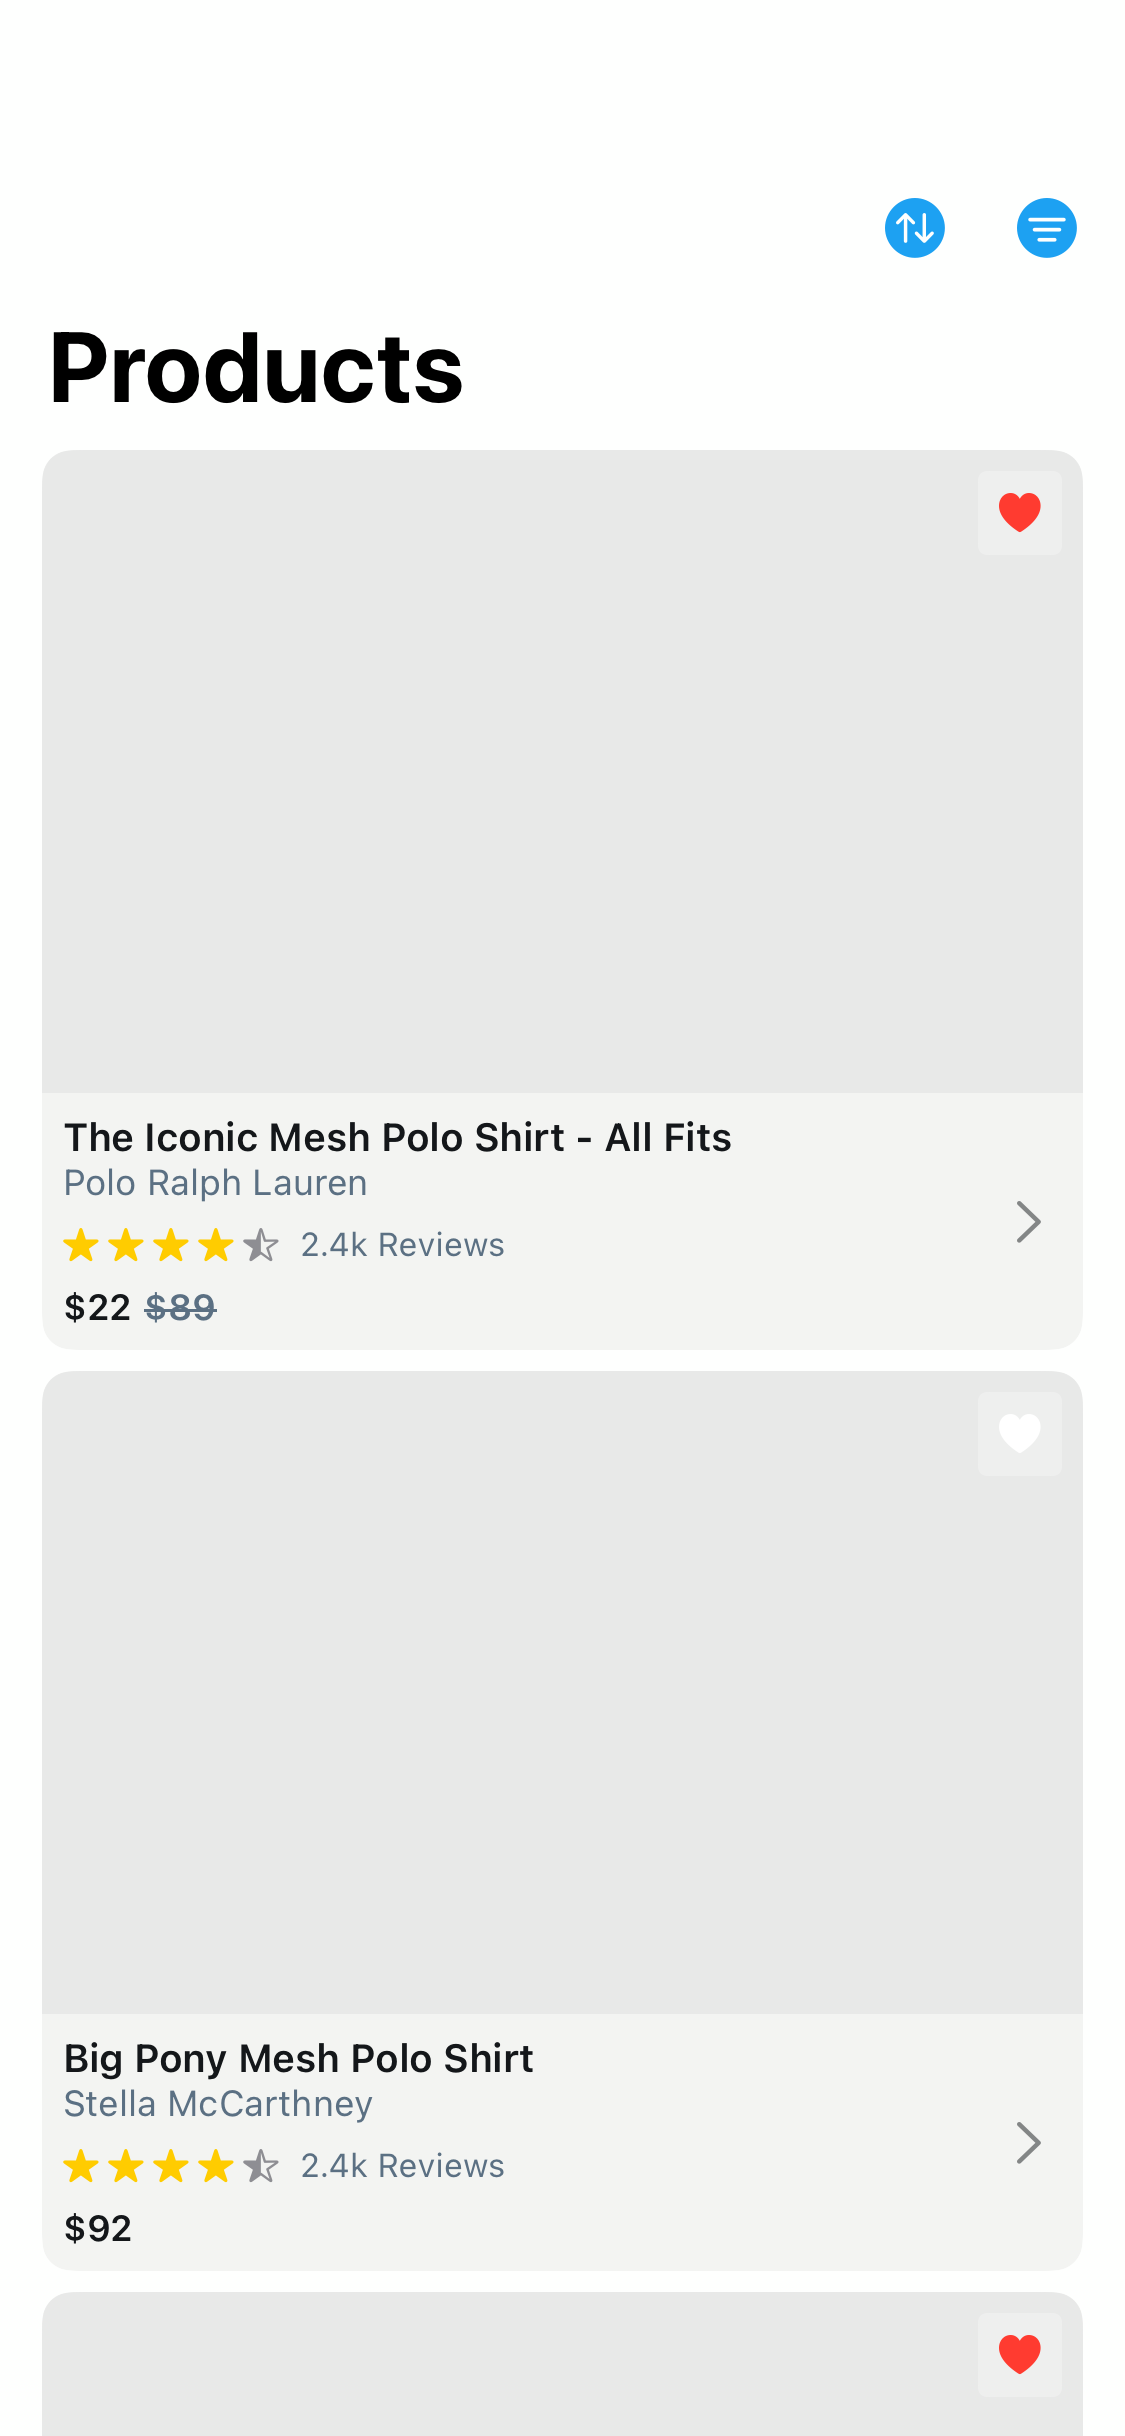 Products
The Iconic Mesh Polo Shirt - All Fits
Polo Ralph Lauren
2.4k Reviews
$22 $89
Big Pony Mesh Polo Shirt
Stella McCarthney
2.4k Reviews
$92